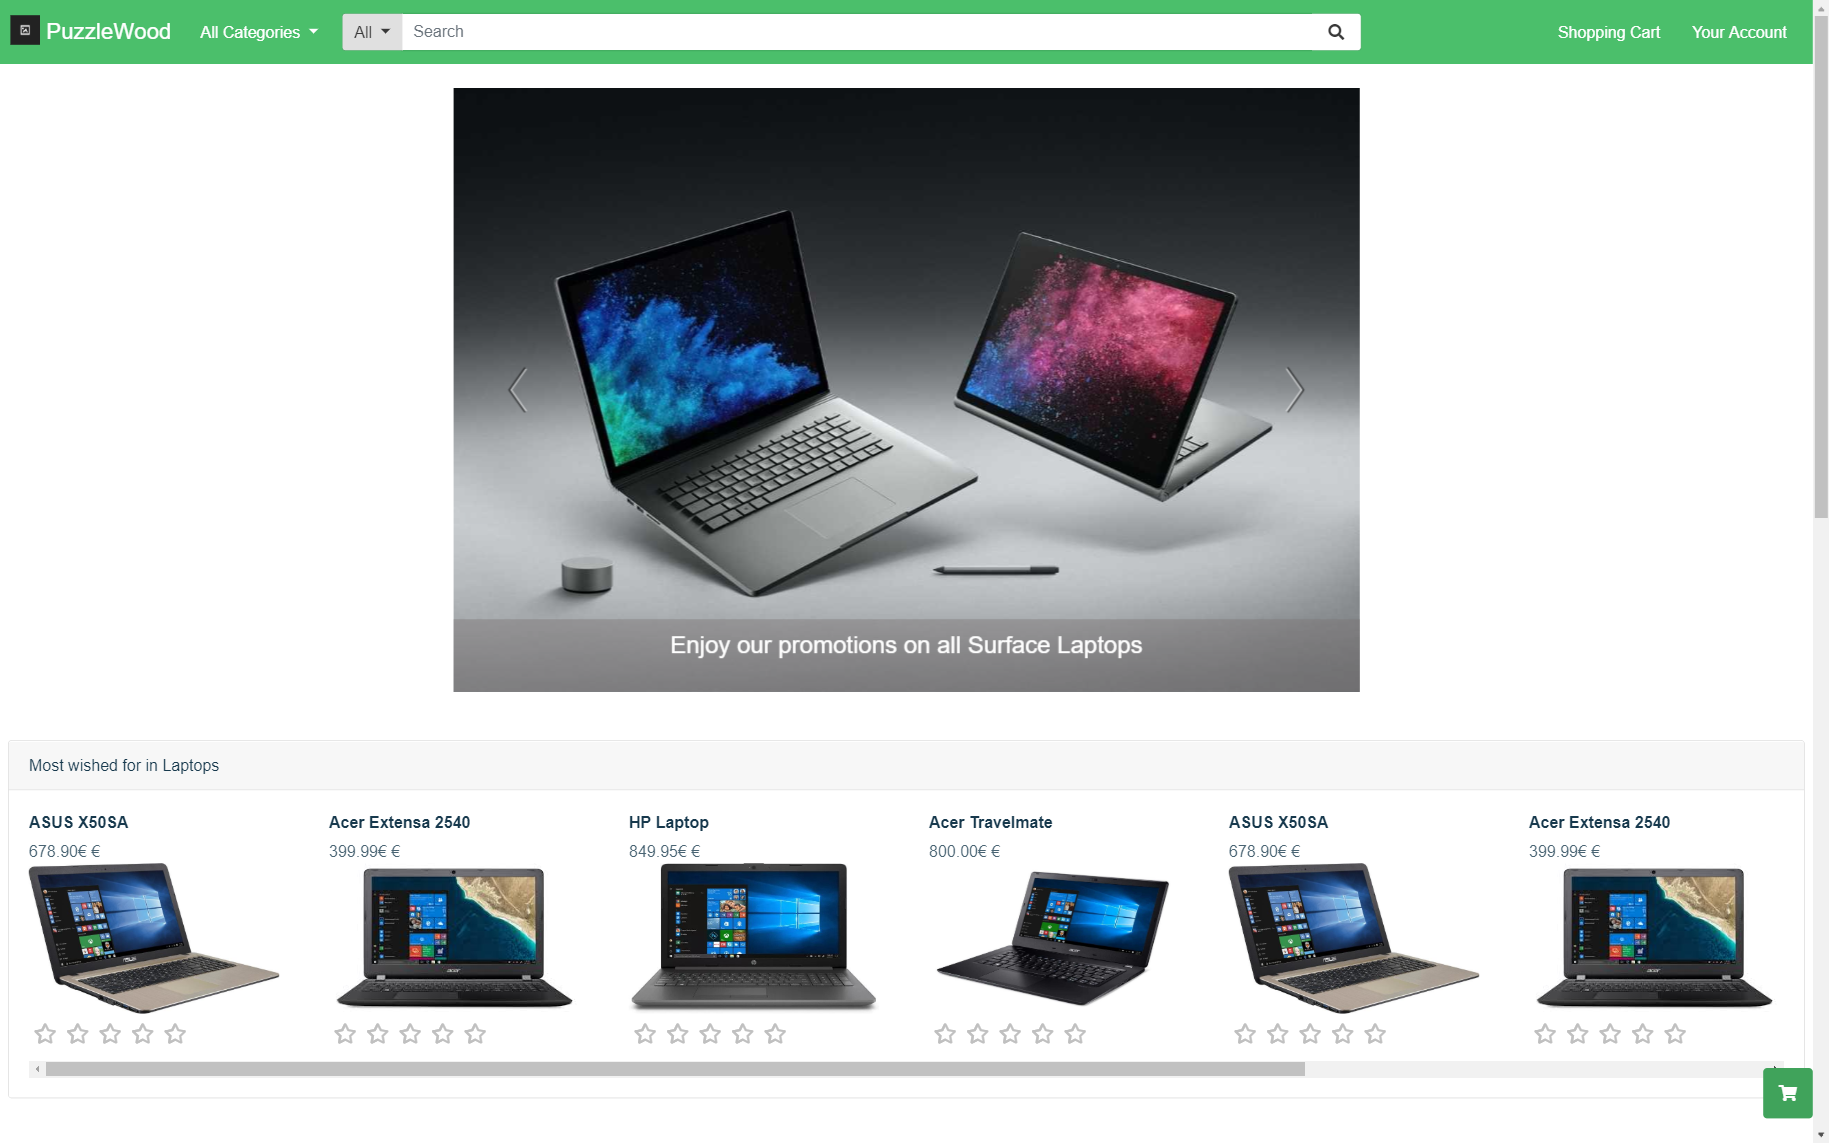 PuzzleWood All Categories All Search Shopping Cart Your Account
Enjoy our promotions on all Surface Laptops
Most wished for in Laptops
ASUS X50SA Acer Extensa 2540 HP Laptop Acer Travelmate ASUS X50SA Acer Extensa 2540
678.90€ € 399.99€ € 849.95€ € 800.00€ € 678.90€ € 399.99€ €